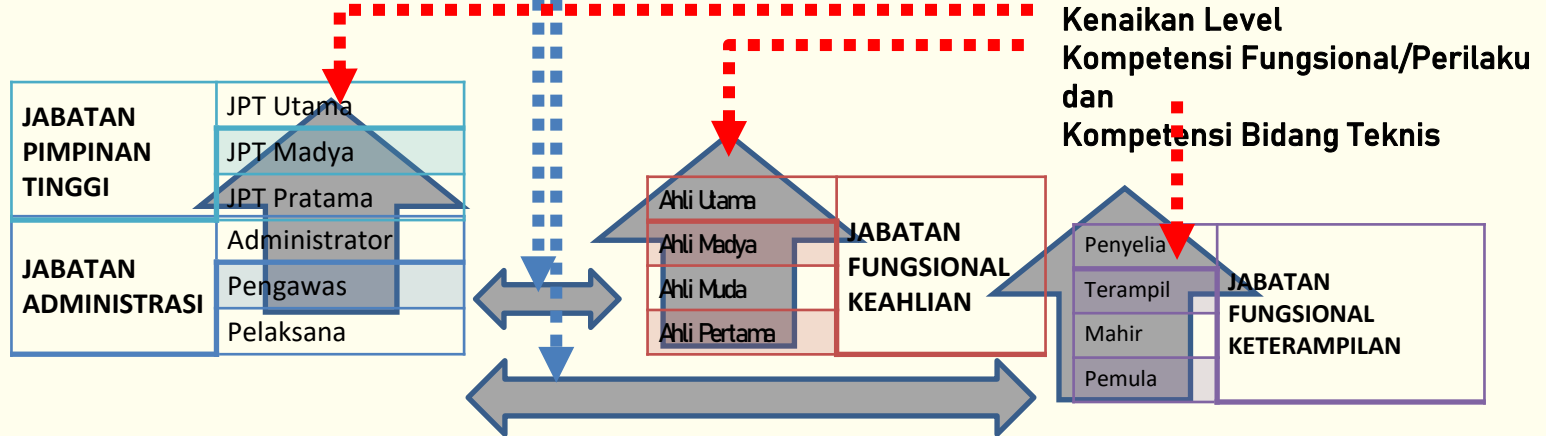 Kenaikan Level
Kompetensi Fungsional/Perilaku
dan
Kompetensi Bidang Teknis
JABATAN
PIMPINAN
TINGGI
JPT Utama
JPT Madya
JPT Pratama
JABATAN
ADMINISTRASI
Administrator
Pengawas
Pelaksana
Ahli Utama
Ahli Madya
Ahli Muda
Ahli Pertama
JABATAN
FUNGSIONAL
KEAHLIAN
Penyelia
Terampil
Mahir
Pemula
JABATAN
FUNGSIONAL
KETERAMPILAN